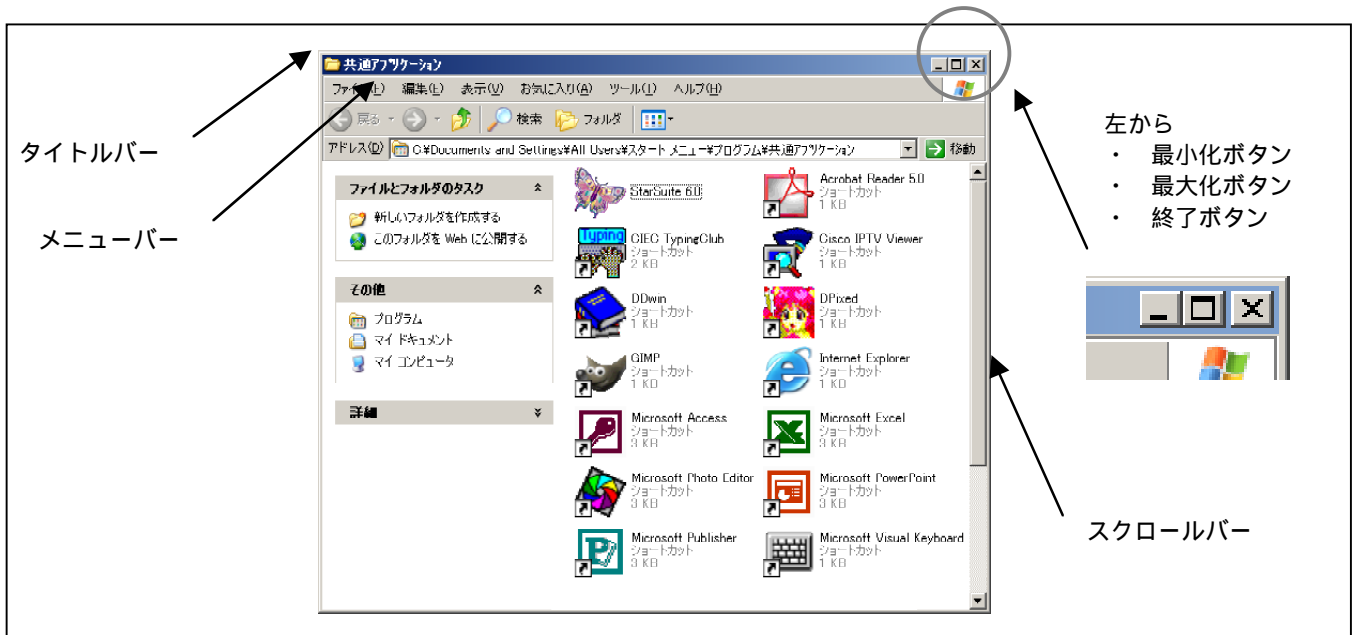 共通アプリケーション
ファイル(F) 編集(E) 表示(V) お気に入り(A) ツール(T) ヘルプ(H)
戻る 検索 フォルダ
アドレス(D) C:¥Documents and Settings¥All Users¥スタート メニュー¥プログラム¥共通アプリケーション 移動
タイトルバー
メニューバー
ファイルとフォルダのタスク
新しいフォルダを作成する
このフォルダを Web に公開する
その他
プログラム
マイ ドキュメント
マイ コンピュータ
詳細
StarSuite 6.0
Acrobat Reader 5.0
ショートカット
1 KB
Typing
CIEC TypingClub
ショートカット
2 KB
Cisco IPTV Viewer
ショートカット
1 KB
DDwin
ショートカット
1 KB
DPixed
ショートカット
1 KB
GIMP
ショートカット
1 KB
Internet Explorer
ショートカット
1 KB
Microsoft Access
ショートカット
3 KB
Microsoft Excel
ショートカット
3 KB
Microsoft Photo Editor
ショートカット
3 KB
Microsoft PowerPoint
ショートカット
3 KB
Microsoft Publisher
ショートカット
3 KB
Microsoft Visual Keyboard
ショートカット
1 KB
左から
・ 最小化ボタン
・ 最大化ボタン
・ 終了ボタン
スクロールバー